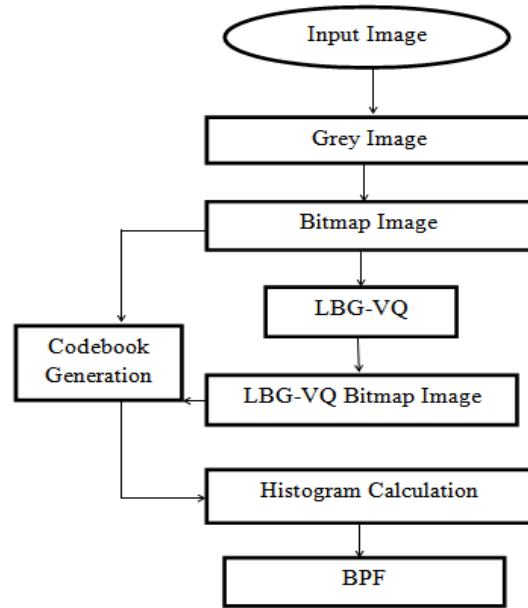 Input Image
Grey Image
Bitmap Image
LBG-VQ
Codebook
Generation
LBG-VQ Bitmap Image
Histogram Calculation
BPF